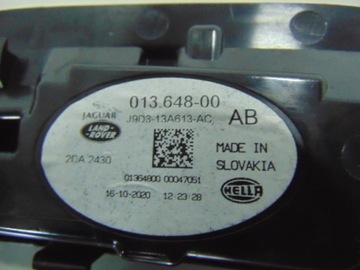 013.648-00
JAGUAR
J9D3-13A613-AC
AB
LAND-
ROVER
2DA 2430
MADE IN
SLOVAKIA
01364800 00047051
16-10-2020 12:23:28
HELLA